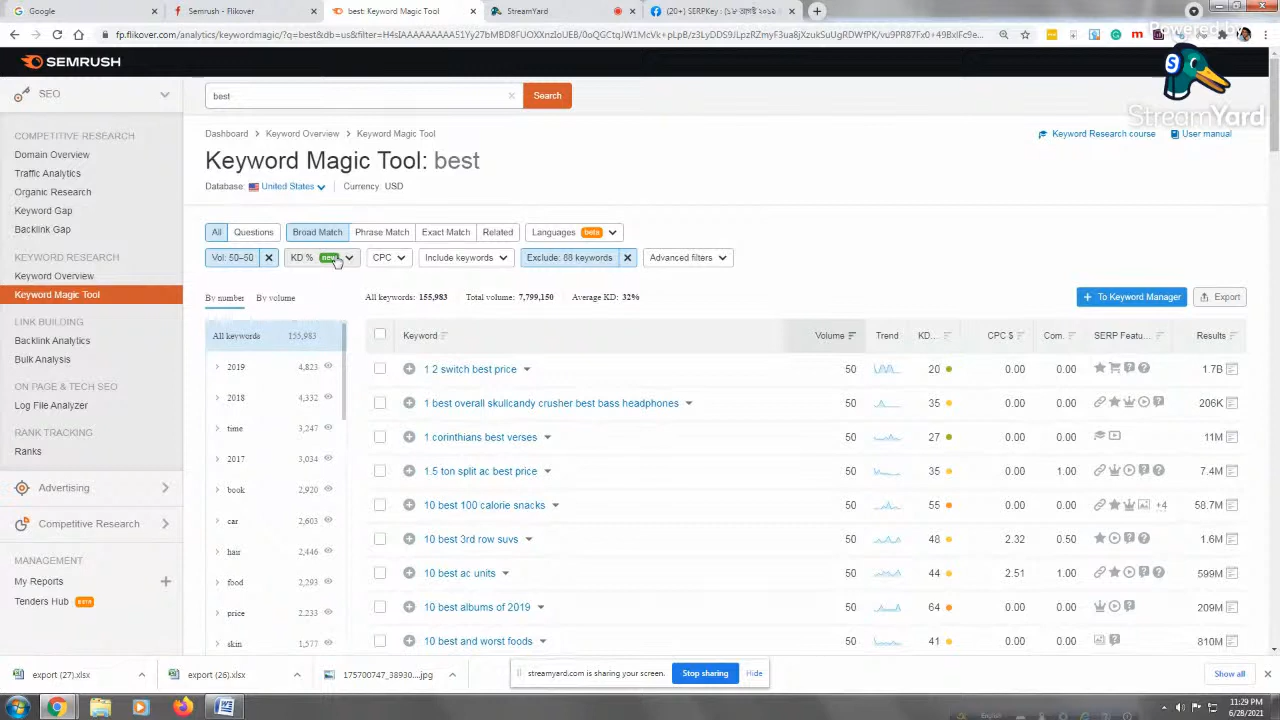 Google
Semrush - Flikover
best: Keyword Magic Tool
StreamYard
(20+) SERPKey:
Powered by
StreamYard
SEMRUSH
SEO
best
Search
COMPETITIVE RESEARCH
Domain Overview
Traffic Analytics
Organic Research
Keyword Gap
Backlink Gap
KEYWORD RESEARCH
Keyword Overview
Keyword Magic Tool
LINK BUILDING
Backlink Analytics
Bulk Analysis
ON PAGE & TECH SEO
Log File Analyzer
RANK TRACKING
Ranks
Advertising
Competitive Research
MANAGEMENT
My Reports
Tenders Hub BETA
Dashboard > Keyword Overview > Keyword Magic Tool
Keyword Research course
User manual
Keyword Magic Tool: best
Database: United States
Currency: USD
All Questions Broad Match Phrase Match Exact Match Related Languages beta
Vol: 50–50 KD % new CPC Include keywords Exclude: 88 keywords Advanced filters
By number By volume
All keywords: 155,983 Total volume: 7,799,150 Average KD: 32%
To Keyword Manager
Export
All keywords 155,983
2019 4,823
2018 4,332
time 3,247
2017 3,034
book 2,920
car 2,603
hair 2,446
food 2,293
price 2,233
skin 1,577
Keyword Volume Trend KD... CPC $ Com. SERP Featu... Results
1 2 switch best price 50 20 0.00 0.00 1.7B
1 best overall skullcandy crusher best bass headphones 50 35 0.00 0.00 206K
1 corinthians best verses 50 27 0.00 0.00 11M
1.5 ton split ac best price 50 35 0.00 1.00 7.4M
10 best 100 calorie snacks 50 55 0.00 0.00 +4 58.7M
10 best 3rd row suvs 50 48 2.32 0.50 1.6M
10 best ac units 50 44 2.51 1.00 599M
10 best albums of 2019 50 64 0.00 0.00 209M
10 best and worst foods 50 41 0.00 0.00 810M
export (27).xlsx
export (26).xlsx
175700747_38930....jpg
streamyard.com is sharing your screen.
Stop sharing
Hide
Show all
English
11:29 PM
6/28/2021